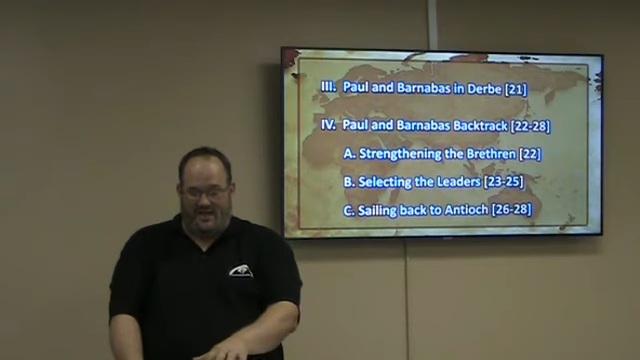 III. Paul and Barnabas in Derbe [21]
IV. Paul and Barnabas Backtrack [22-28]
A. Strengthening the Brethren [22]
B. Selecting the Leaders [23-25]
C. Sailing back to Antioch [26-28]